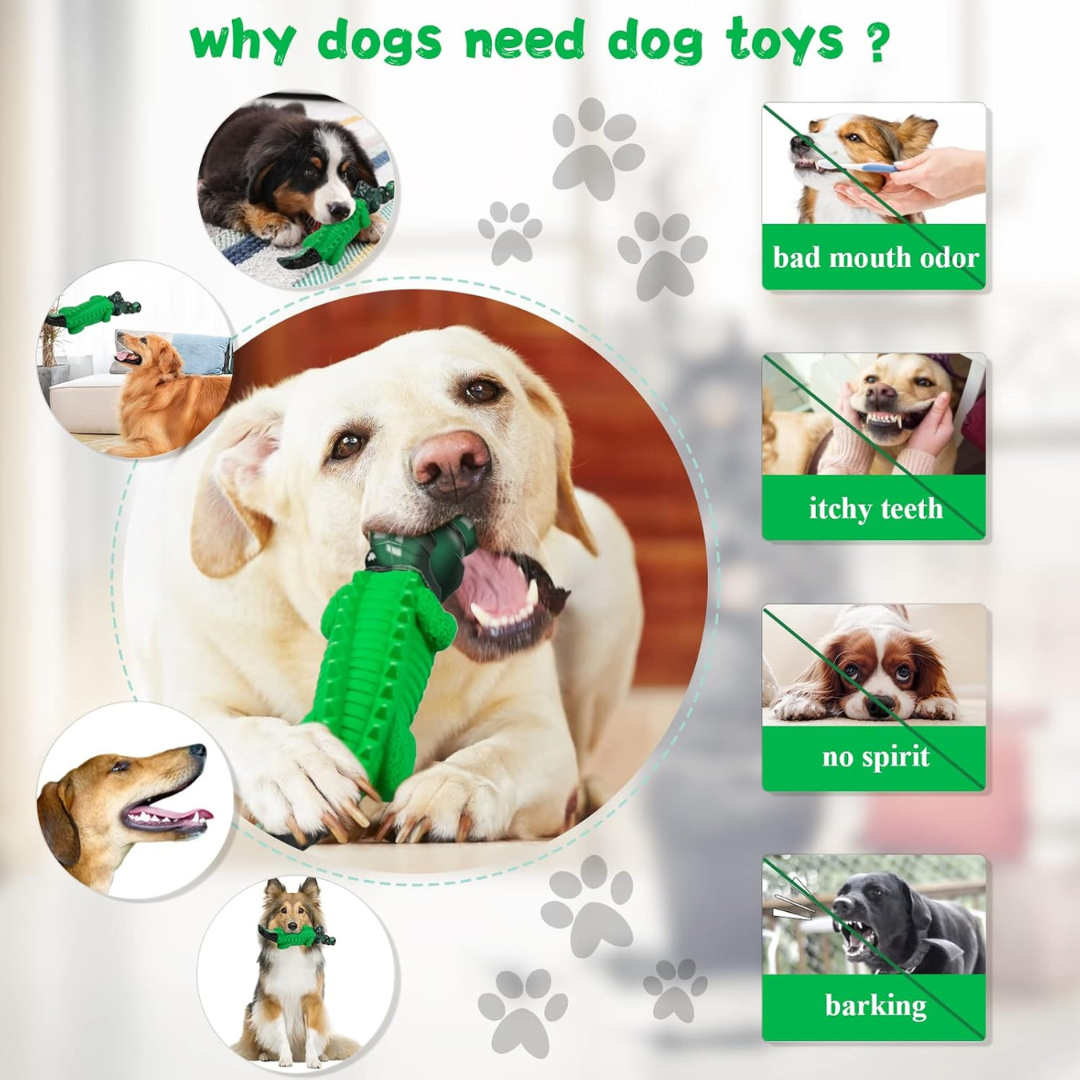 why dogs need dog toys ?
bad mouth odor
itchy teeth
no spirit
barking